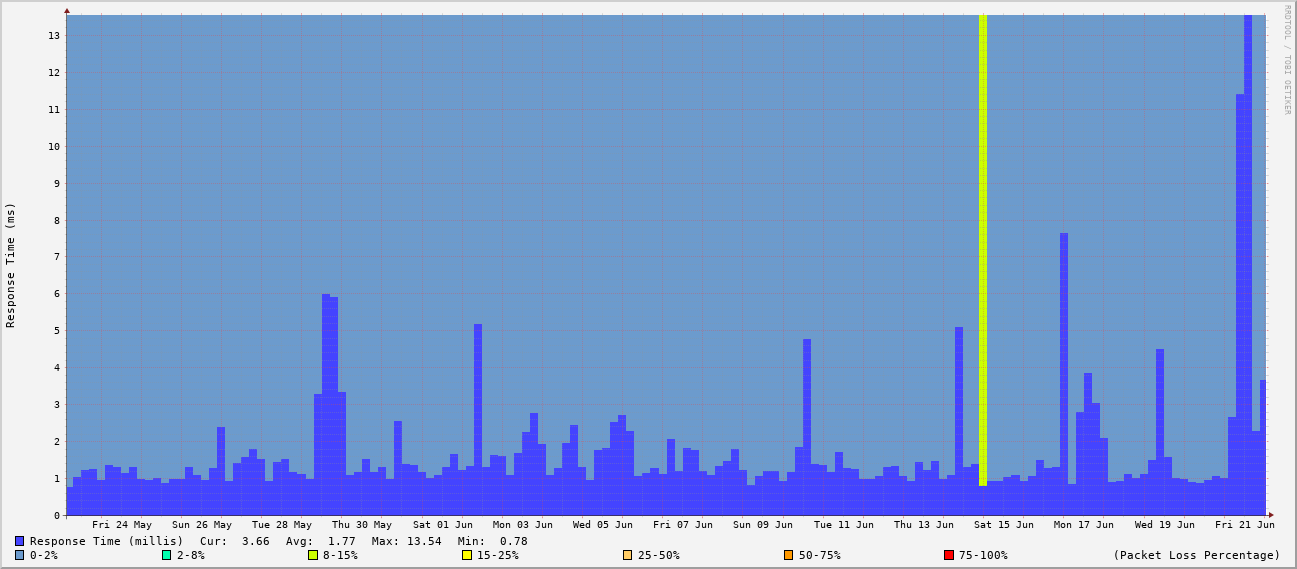 RRDTOOL / TOBI OETIKER
Response Time (ms)
13
12
11
10
9
8
7
6
5
4
3
2
1
0
Fri 24 May Sun 26 May Tue 28 May Thu 30 May Sat 01 Jun Mon 03 Jun Wed 05 Jun Fri 07 Jun Sun 09 Jun Tue 11 Jun Thu 13 Jun Sat 15 Jun Mon 17 Jun Wed 19 Jun Fri 21 Jun
Response Time (millis) Cur: 3.66 Avg: 1.77 Max: 13.54 Min: 0.78
0-2% 2-8% 8-15% 15-25% 25-50% 50-75% 75-100% (Packet Loss Percentage)